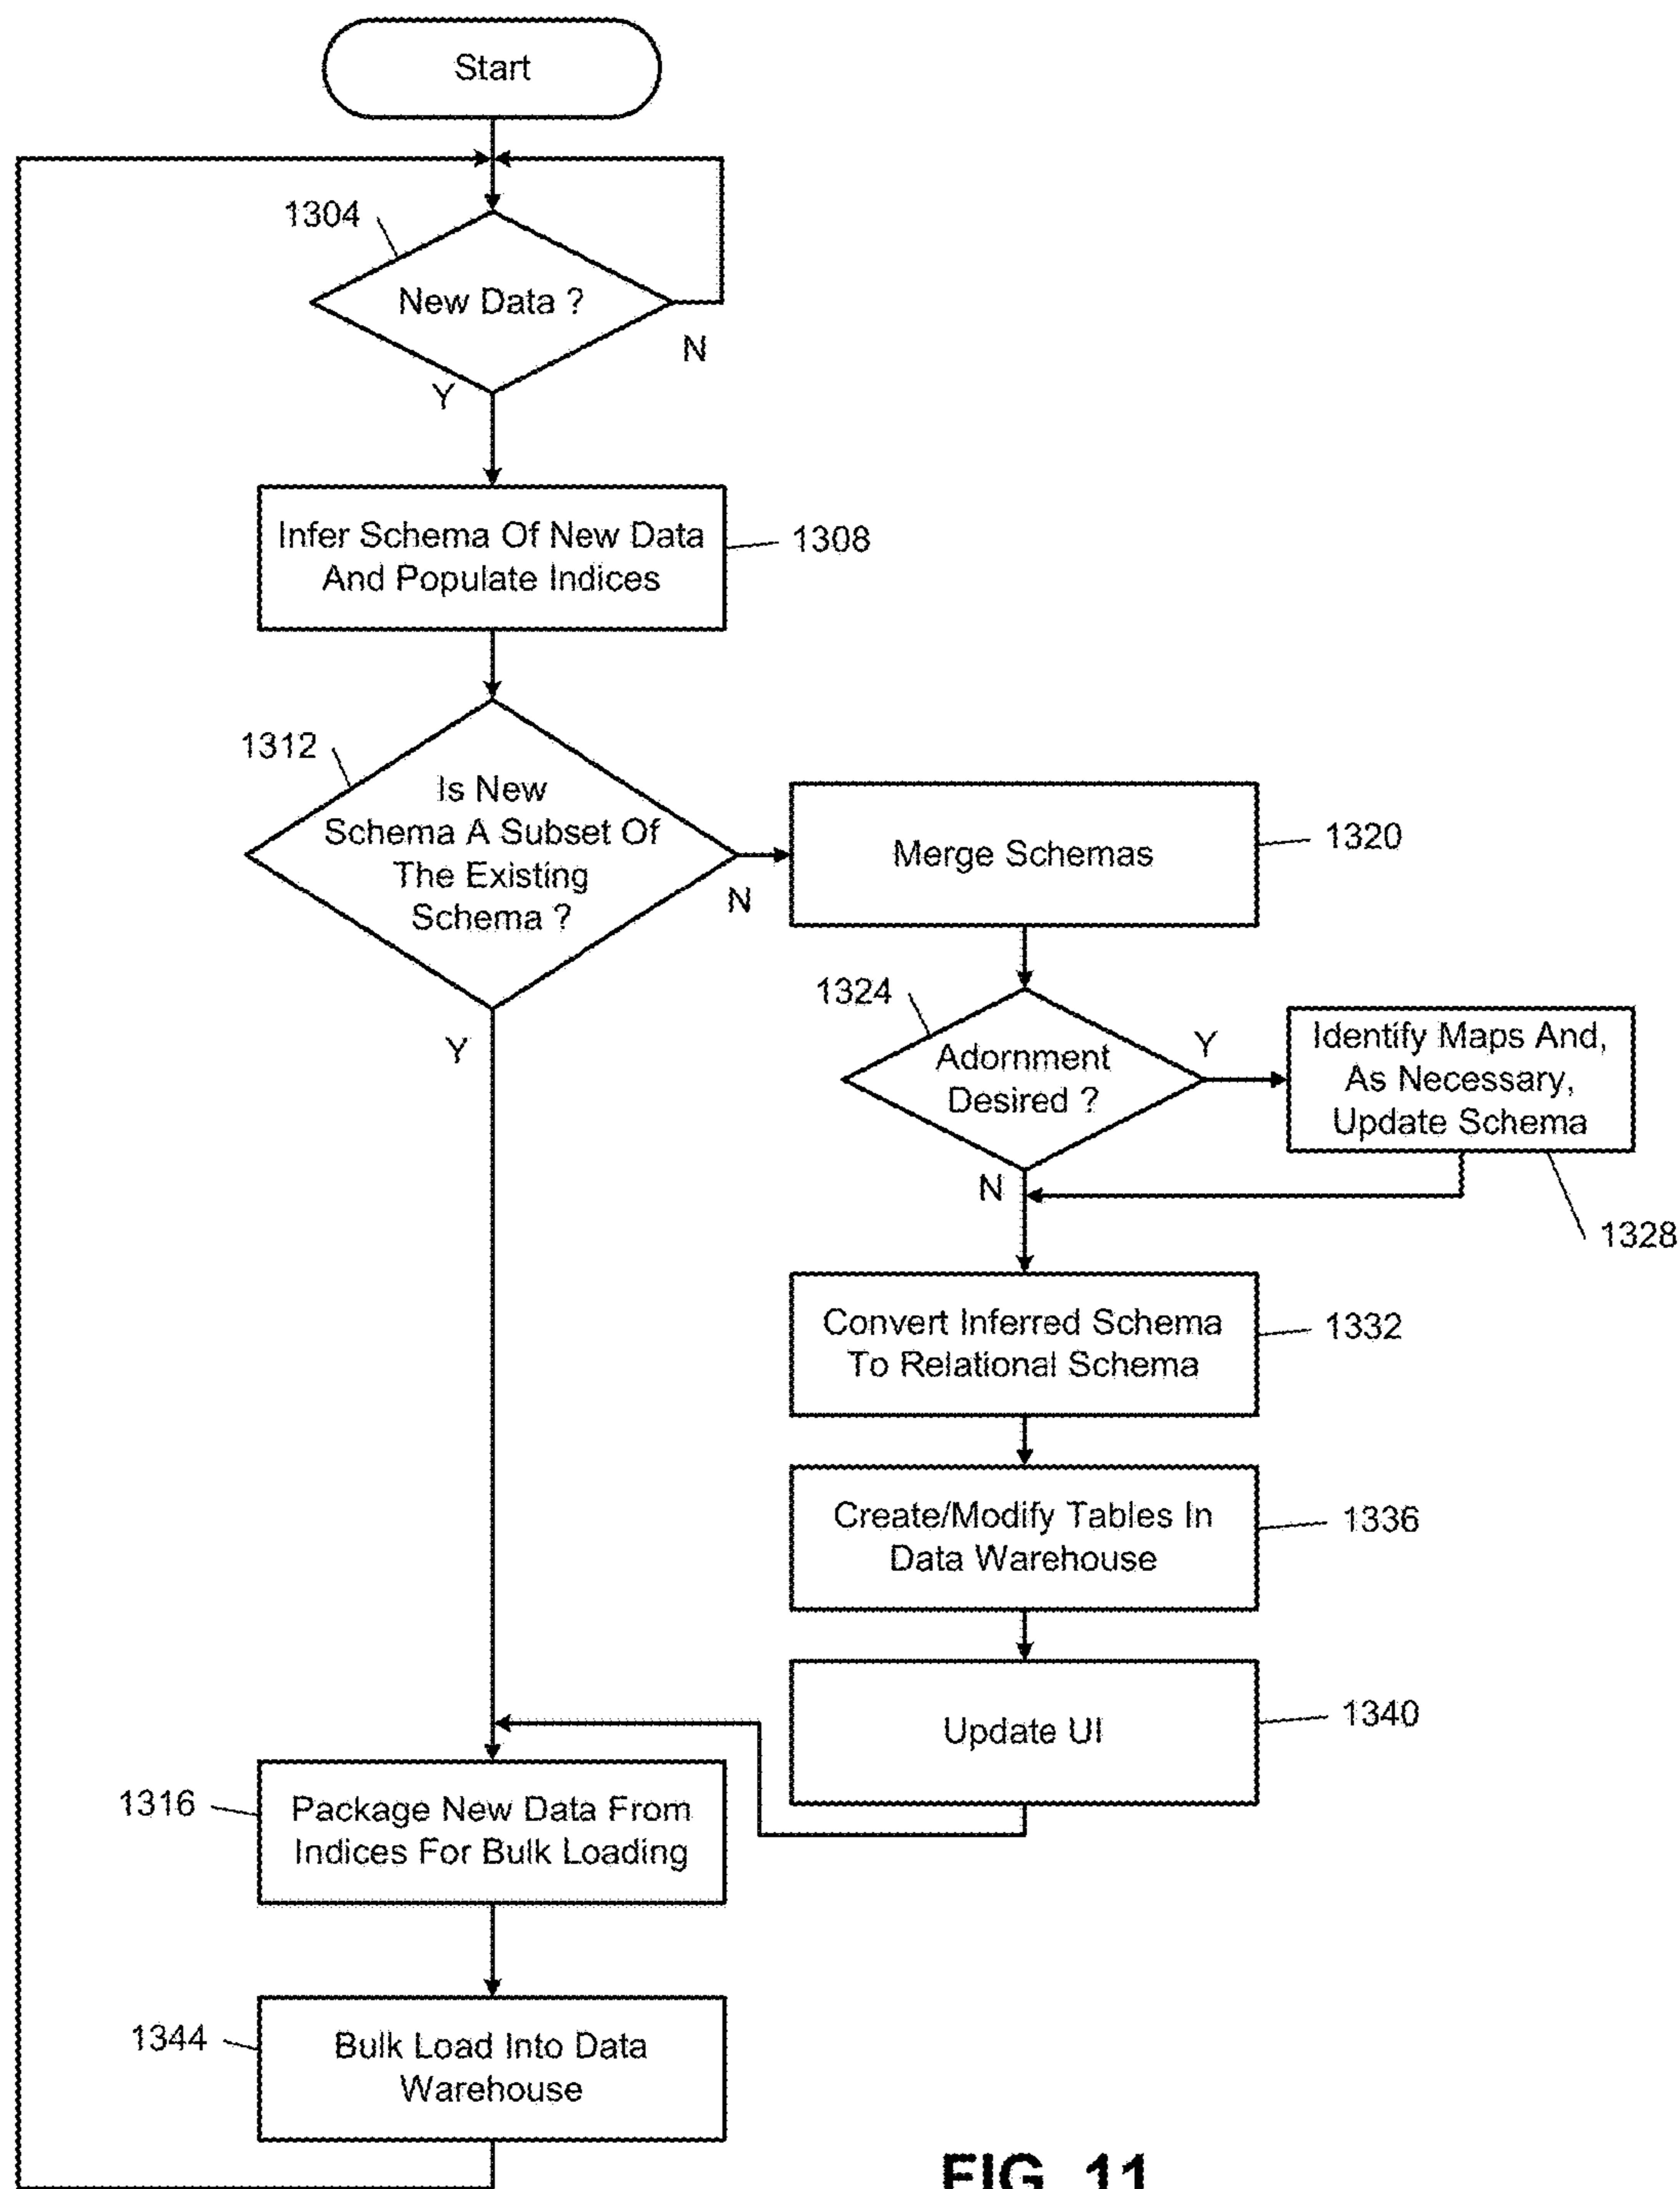 Start
1304
New Data ?
N
Y
Infer Schema Of New Data
And Populate Indices
1308
1312
Is New
Schema A Subset Of
The Existing
Schema ?
N
Y
Merge Schemas
1320
1324
Adornment
Desired ?
Y
N
Identify Maps And,
As Necessary,
Update Schema
1328
Convert Inferred Schema
To Relational Schema
1332
Create/Modify Tables In
Data Warehouse
1336
Update UI
1340
1316
Package New Data From
Indices For Bulk Loading
1344
Bulk Load Into Data
Warehouse
FIG. 11